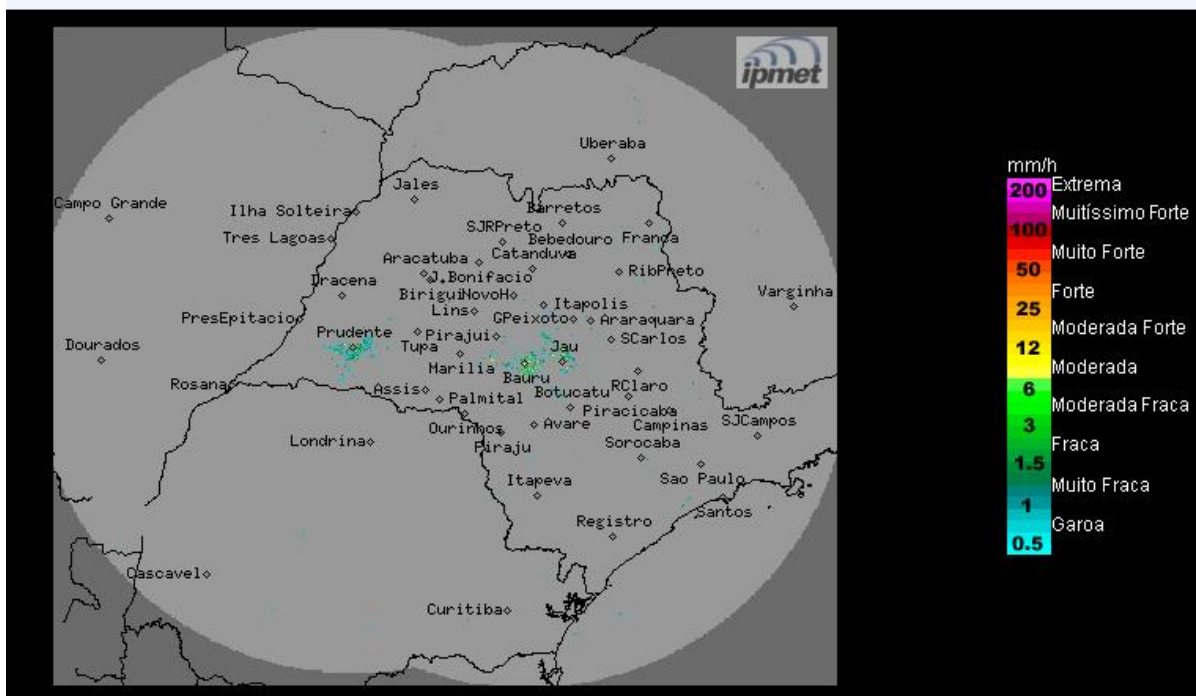 ipmet
Uberaba
Jales
Campo Grande
Ilha Solteira
Barretos
SJRPreto
Tres Lagoas
Bebedouro
Franca
Catanduva
Aracatuba
RibPreto
J.Bonifacio
Dracena
Birigui
NovoH
Varginha
Itapolis
Lins
PresEpitacio
GPeixoto
Araraquara
Prudente
Pirajui
SCarlos
Dourados
Tupa
Jau
Marilia
Bauru
Rosana
Assis
RClaro
Botucatu
Palmital
Piracicaba
SJCampos
Ourinhos
Avare
Campinas
Londrina
Piraju
Sorocaba
Itapeva
Sao Paulo
Santos
Registro
Cascavel
Curitiba
mm/h
200 Extrema
Muitíssimo Forte
100
Muito Forte
50
Forte
25
Moderada Forte
12
Moderada
6
Moderada Fraca
3
Fraca
1.5
Muito Fraca
1
Garoa
0.5